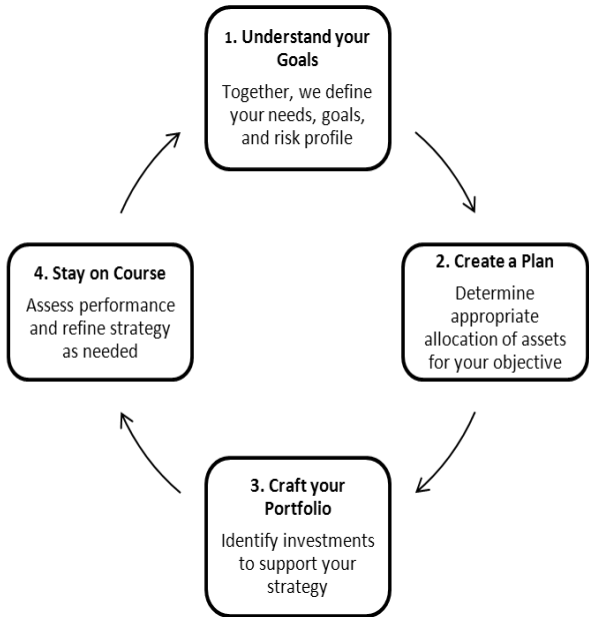 1. Understand your
Goals
Together, we define
your needs, goals,
and risk profile
2. Create a Plan
Determine
appropriate
allocation of assets
for your objective
3. Craft your
Portfolio
Identify investments
to support your
strategy
4. Stay on Course
Assess performance
and refine strategy
as needed